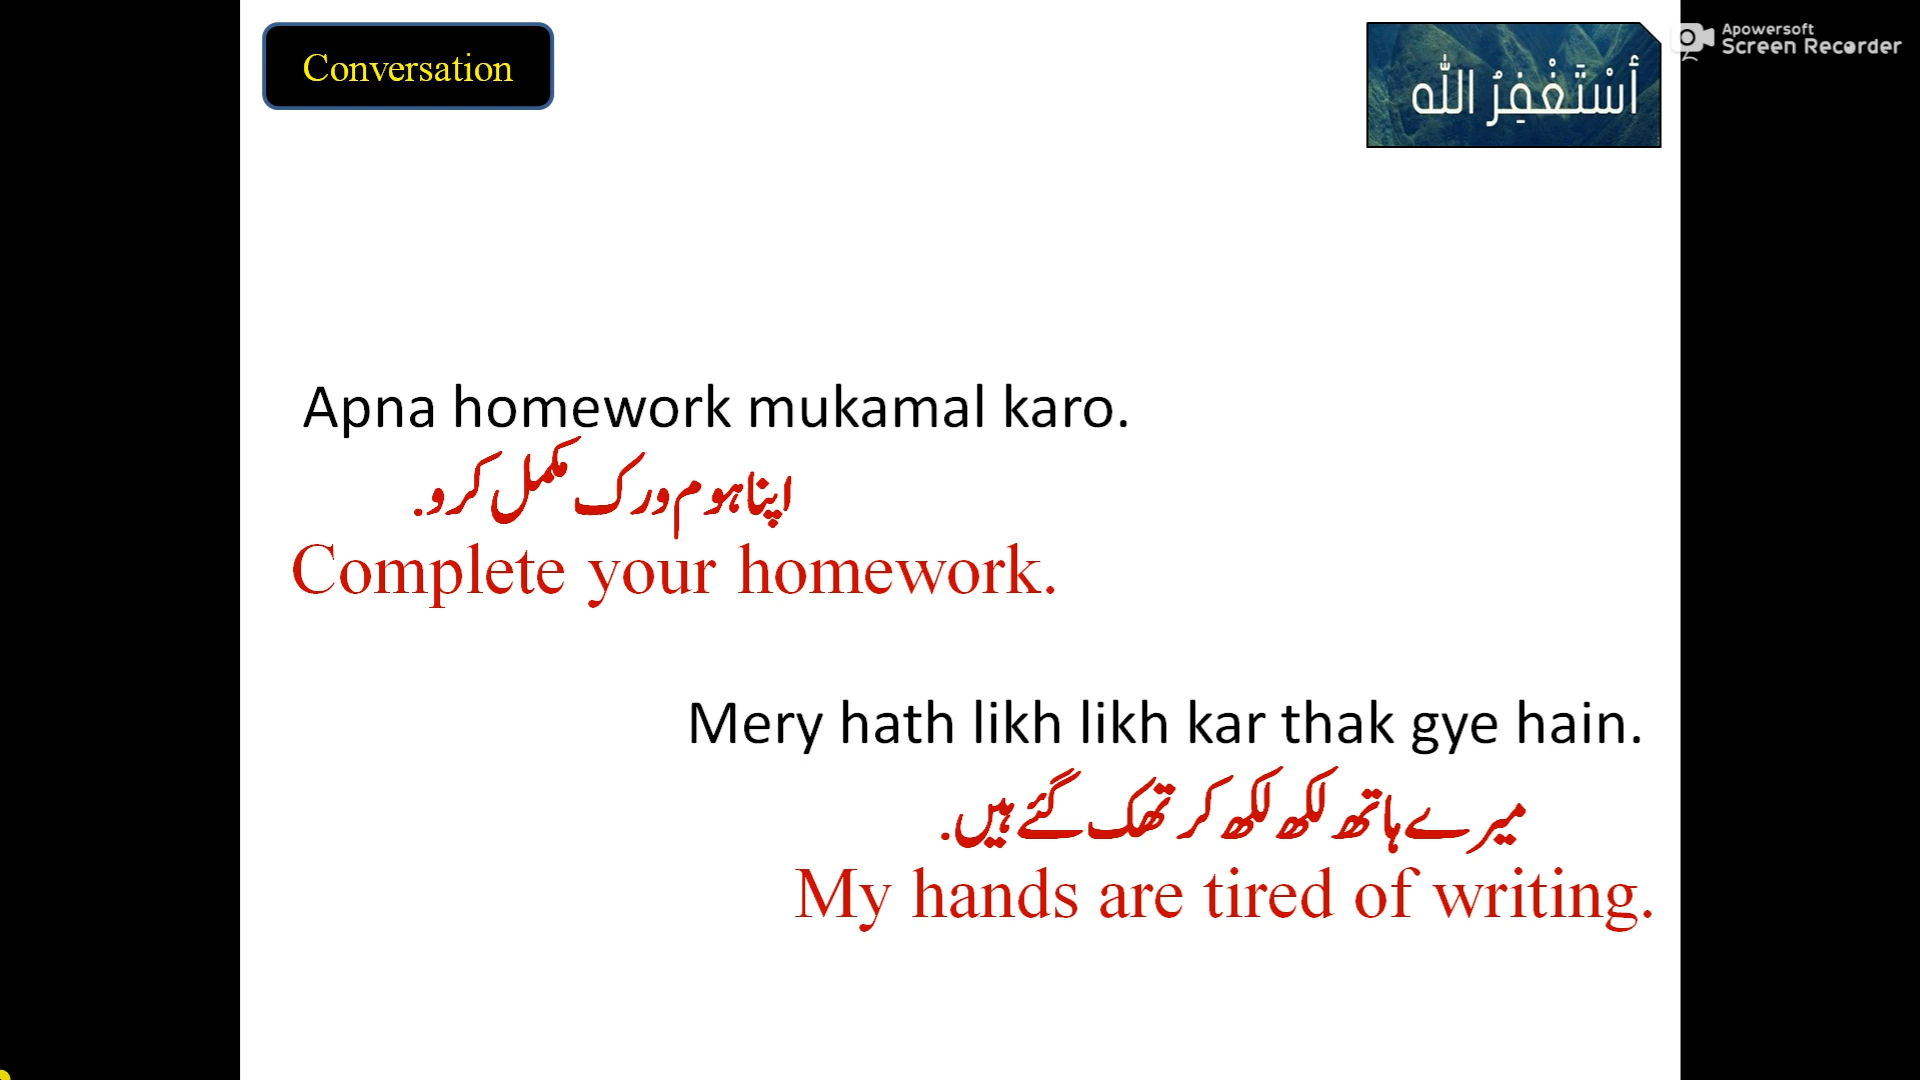 Conversation
أَسْتَغْفِرُ اللّٰه
Apowersoft
Screen Recorder
Apna homework mukamal karo.
اپنا ہوم ورک مکمل کرو.
Complete your homework.
Mery hath likh likh kar thak gye hain.
میرے ہاتھ لکھ لکھ کر تھک گئے ہیں.
My hands are tired of writing.